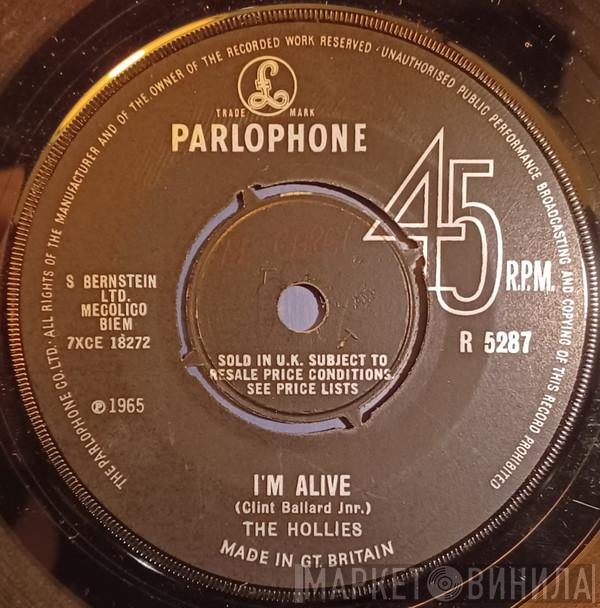 THE PARLOPHONE CO. LTD. · ALL RIGHTS OF THE MANUFACTURER AND OF THE OWNER OF THE RECORDED WORK RESERVED · UNAUTHORISED PUBLIC PERFORMANCE BROADCASTING AND COPYING OF THIS RECORD PROHIBITED
£
TRADE MARK
PARLOPHONE
45
R.P.M.
S BERNSTEIN
LTD.
MECOLICO
BIEM
7XCE 18272
R 5287
SOLD IN U.K. SUBJECT TO
RESALE PRICE CONDITIONS,
SEE PRICE LISTS
℗ 1965
I'M ALIVE
(Clint Ballard Jnr.)
THE HOLLIES
MADE IN GT. BRITAIN
МАРКЕТ ВИНИЛА